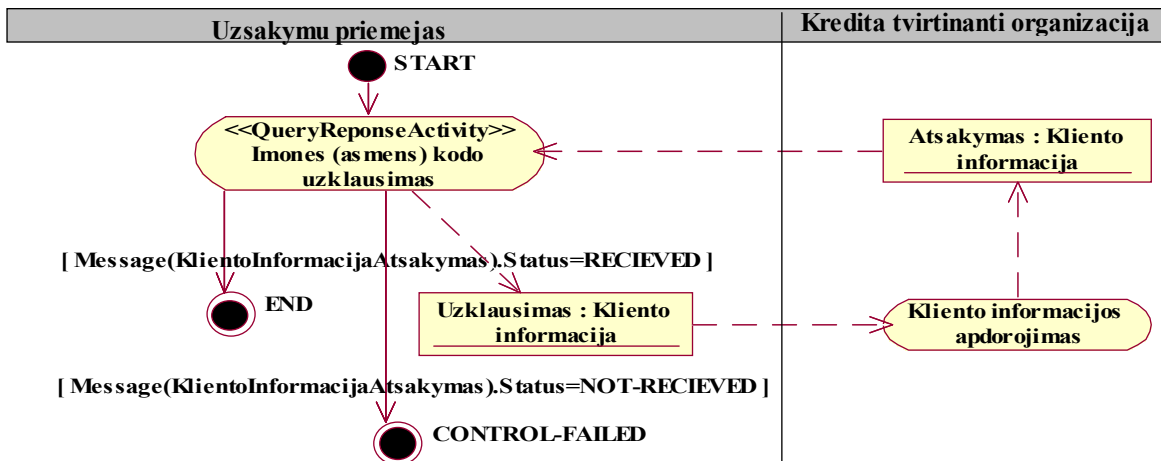 Uzsakymu priemejas
Kredita tvirtinanti organizacija
START
<<QueryReponseActivity>>
Imones (asmens) kodo
uzklausimas
Atsakymas : Kliento
informacija
[ Message(KlientoInformacijaAtsakymas).Status=RECIEVED ]
END
Uzklausimas : Kliento
informacija
Kliento informacijos
apdorojimas
[ Message(KlientoInformacijaAtsakymas).Status=NOT-RECIEVED ]
CONTROL-FAILED